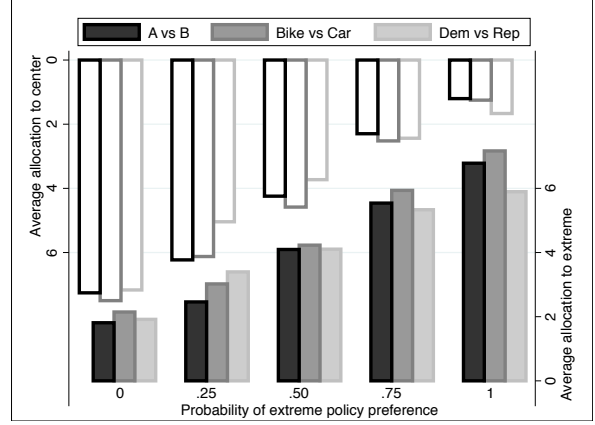 A vs B Bike vs Car Dem vs Rep
Average allocation to center
0
2
4
6
Average allocation to extreme
6
4
2
0
0 .25 .50 .75 1
Probability of extreme policy preference